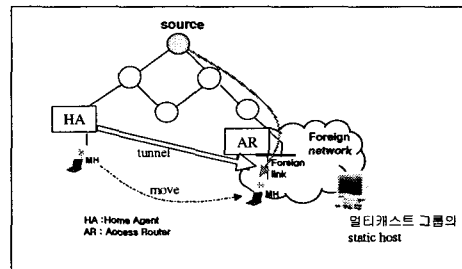 source
HA
AR
Foreign
network
tunnel
Foreign
link
MH
move
MH
HA :Home Agent
AR : Access Router
멀티캐스트 그룹의
static host